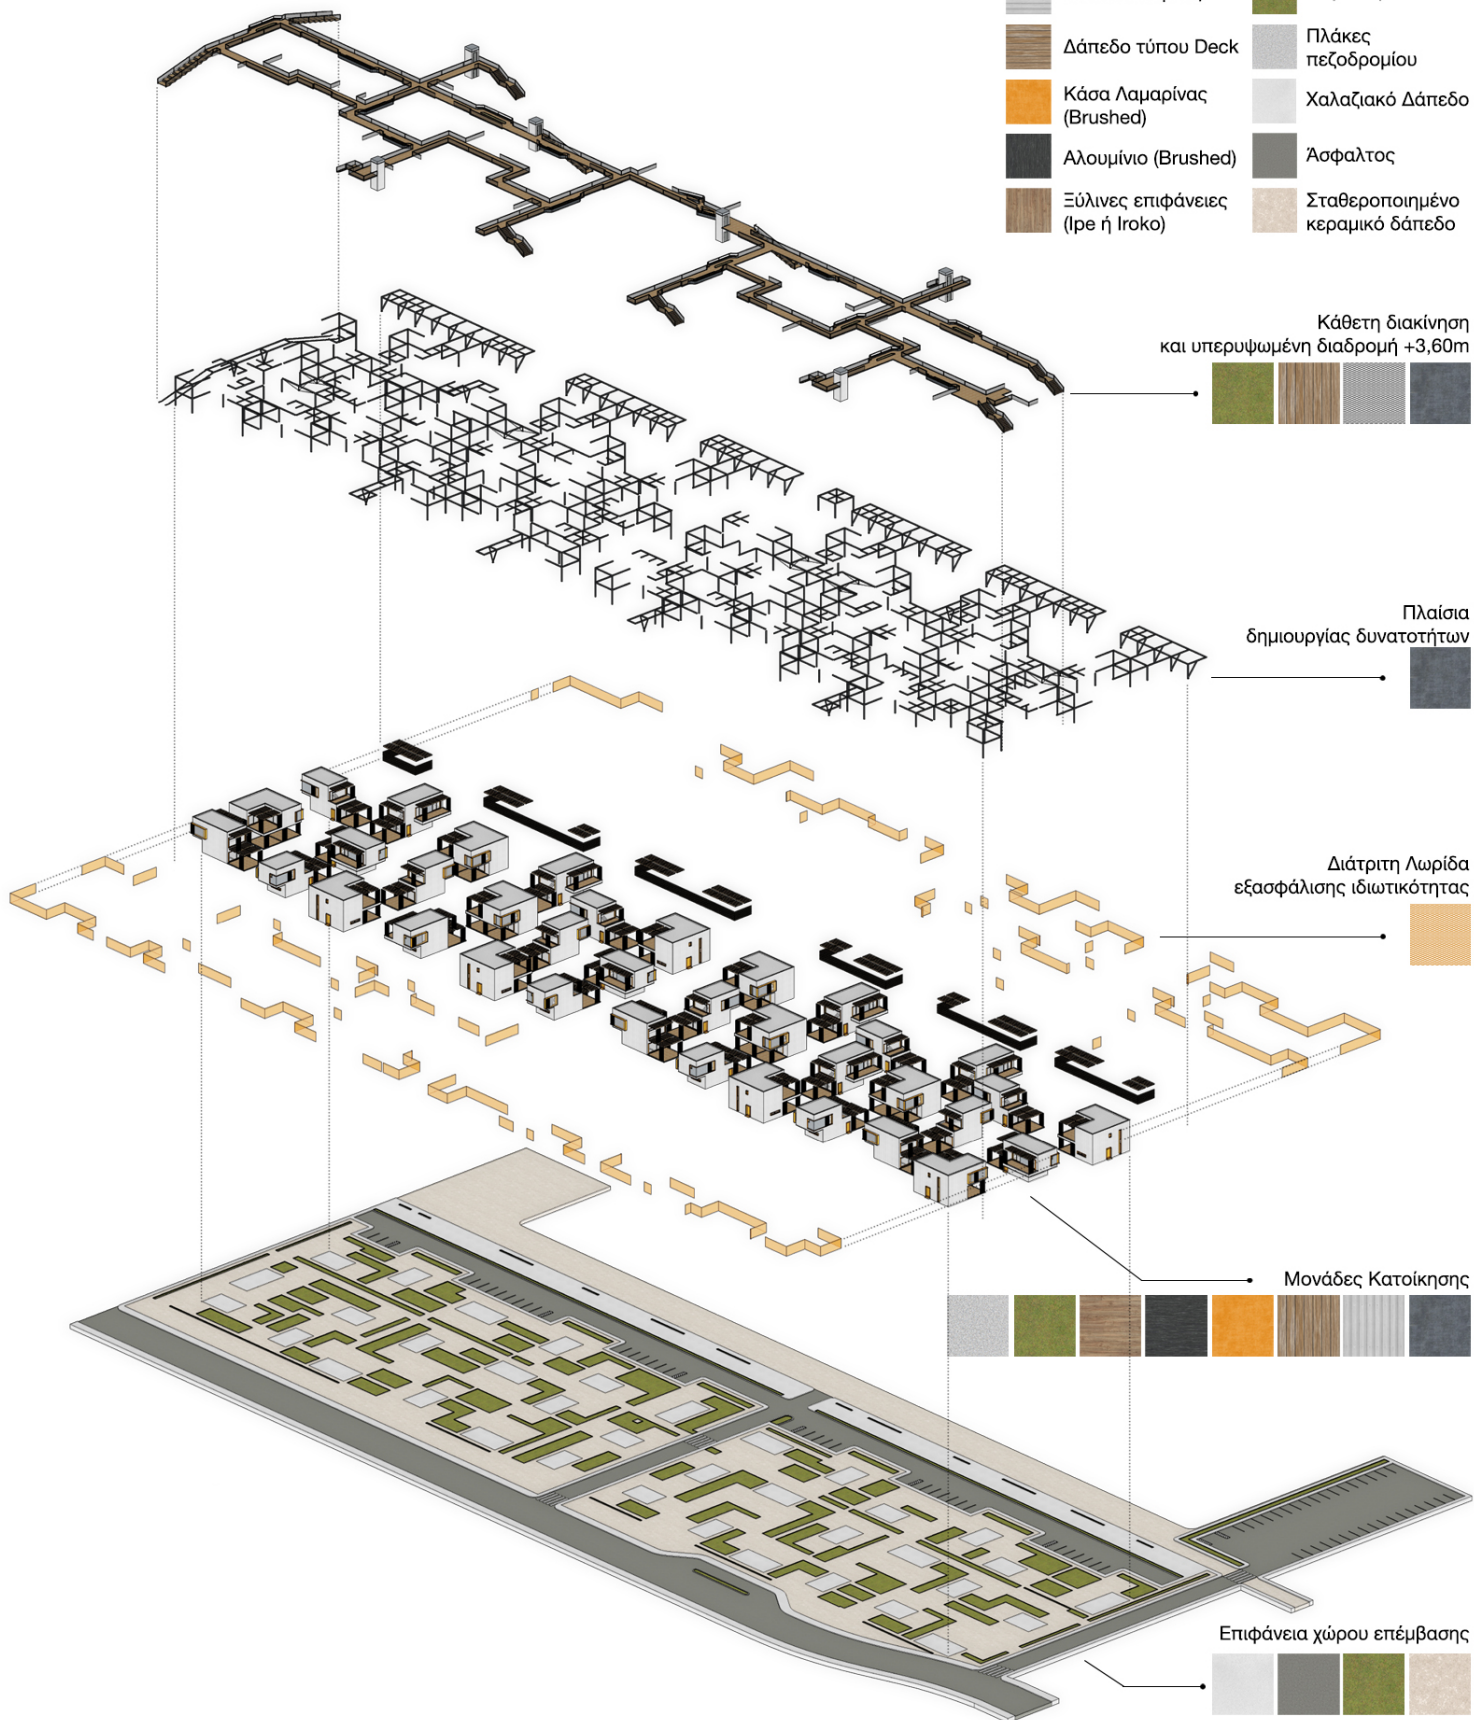 Δάπεδο τύπου Deck
Πλάκες
πεζοδρομίου
Κάσα Λαμαρίνας
(Brushed)
Χαλαζιακό Δάπεδο
Αλουμίνιο (Brushed)
Άσφαλτος
Ξύλινες επιφάνειες
(Ipe ή Iroko)
Σταθεροποιημένο
κεραμικό δάπεδο
Κάθετη διακίνηση
και υπερυψωμένη διαδρομή +3,60m
Πλαίσια
δημιουργίας δυνατοτήτων
Διάτριτη Λωρίδα
εξασφάλισης ιδιωτικότητας
Μονάδες Κατοίκησης
Επιφάνεια χώρου επέμβασης